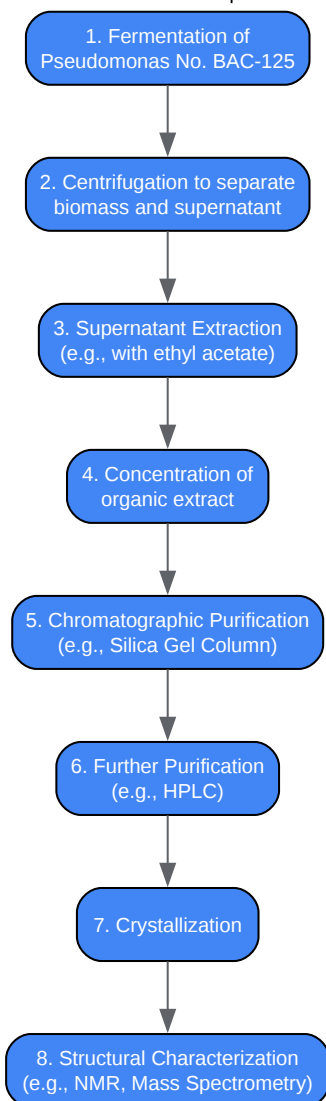 1. Fermentation of
Pseudomonas No. BAC-125
2. Centrifugation to separate
biomass and supernatant
3. Supernatant Extraction
(e.g., with ethyl acetate)
4. Concentration of
organic extract
5. Chromatographic Purification
(e.g., Silica Gel Column)
6. Further Purification
(e.g., HPLC)
7. Crystallization
8. Structural Characterization
(e.g., NMR, Mass Spectrometry)